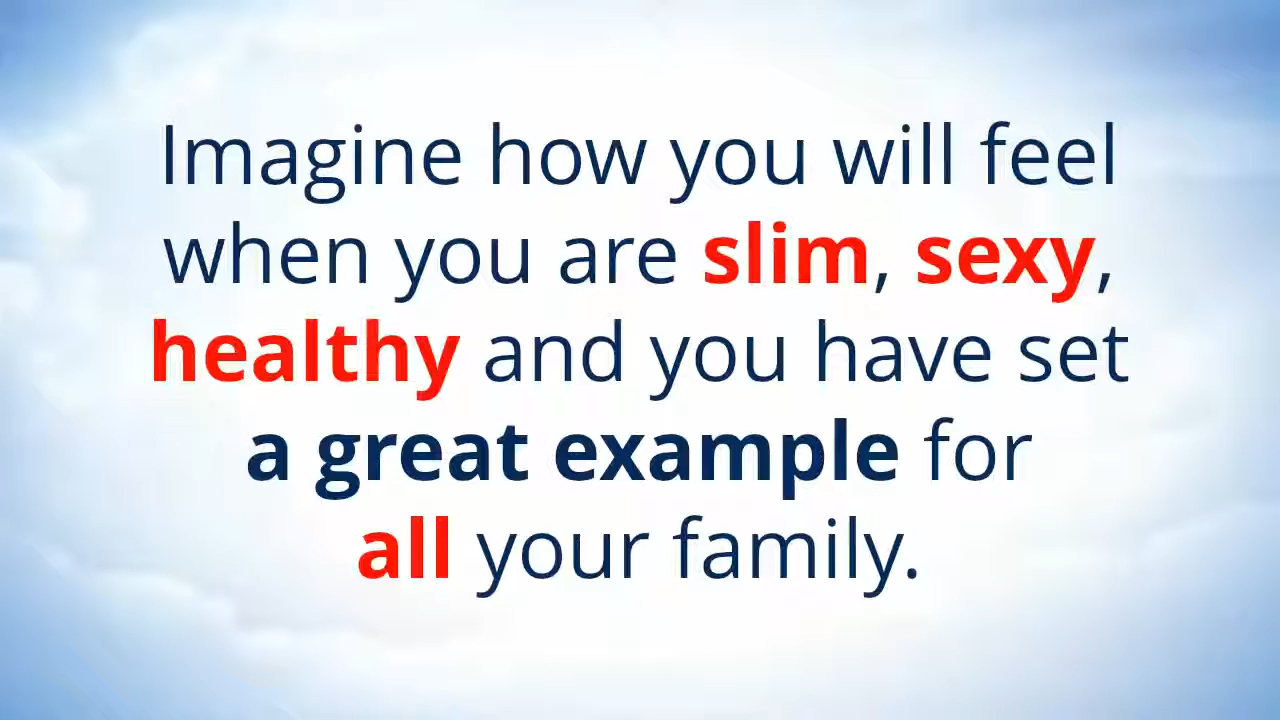 Imagine how you will feel
when you are slim, sexy,
healthy and you have set
a great example for
all your family.